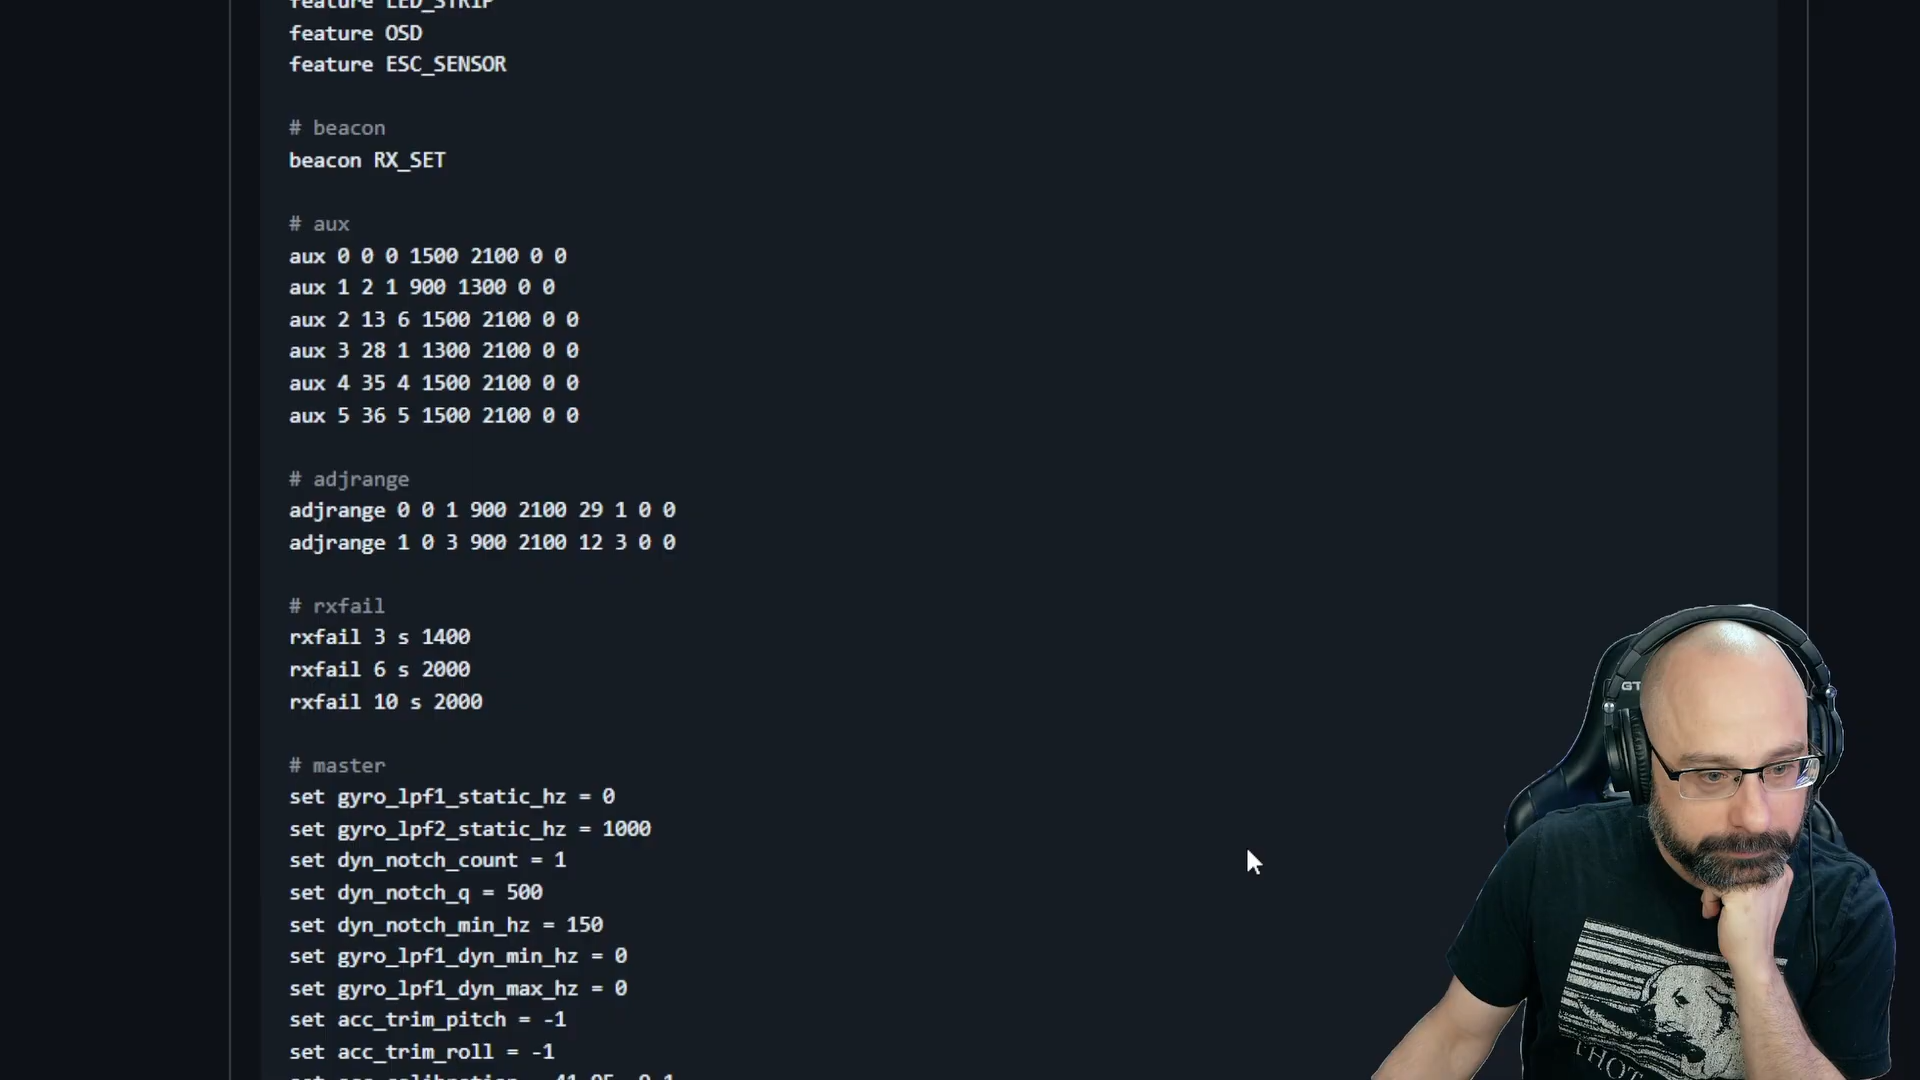 feature LED_STRIP
feature OSD
feature ESC_SENSOR
# beacon
beacon RX_SET
# aux
aux 0 0 0 1500 2100 0 0
aux 1 2 1 900 1300 0 0
aux 2 13 6 1500 2100 0 0
aux 3 28 1 1300 2100 0 0
aux 4 35 4 1500 2100 0 0
aux 5 36 5 1500 2100 0 0
# adjrange
adjrange 0 0 1 900 2100 29 1 0 0
adjrange 1 0 3 900 2100 12 3 0 0
# rxfail
rxfail 3 s 1400
rxfail 6 s 2000
rxfail 10 s 2000
# master
set gyro_lpf1_static_hz = 0
set gyro_lpf2_static_hz = 1000
set dyn_notch_count = 1
set dyn_notch_q = 500
set dyn_notch_min_hz = 150
set gyro_lpf1_dyn_min_hz = 0
set gyro_lpf1_dyn_max_hz = 0
set acc_trim_pitch = -1
set acc_trim_roll = -1
GT